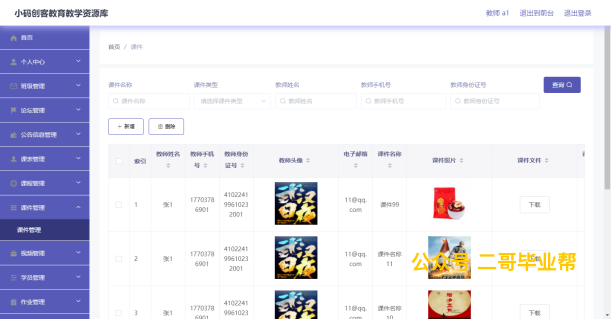 小码创客教育教学资源库
教师 a1 退出到前台 退出登录
首页
个人中心
班级管理
论坛管理
公告信息管理
课表管理
课程管理
课件管理
课件管理
视频管理
学员管理
作业管理
首页 / 课件
课件名称 课件类型 教师姓名 教师手机号 教师身份证号
课件名称 请选择课件类型 教师姓名 教师手机号 教师身份证号 查询
+ 新增 删除
索引 教师姓名 教师手机号 教师身份证号 教师头像 电子邮箱 课件名称 课件图片 课件文件
1 张1 17703786901 410224199610232001 11@qq.com 课件99 下载
2 张1 17703786901 410224199610232001 11@qq.com 课件名称11 下载
3 张1 17703786901 410224199610232001 11@qq.com 课件名称10 下载
公众号 二哥毕业帮